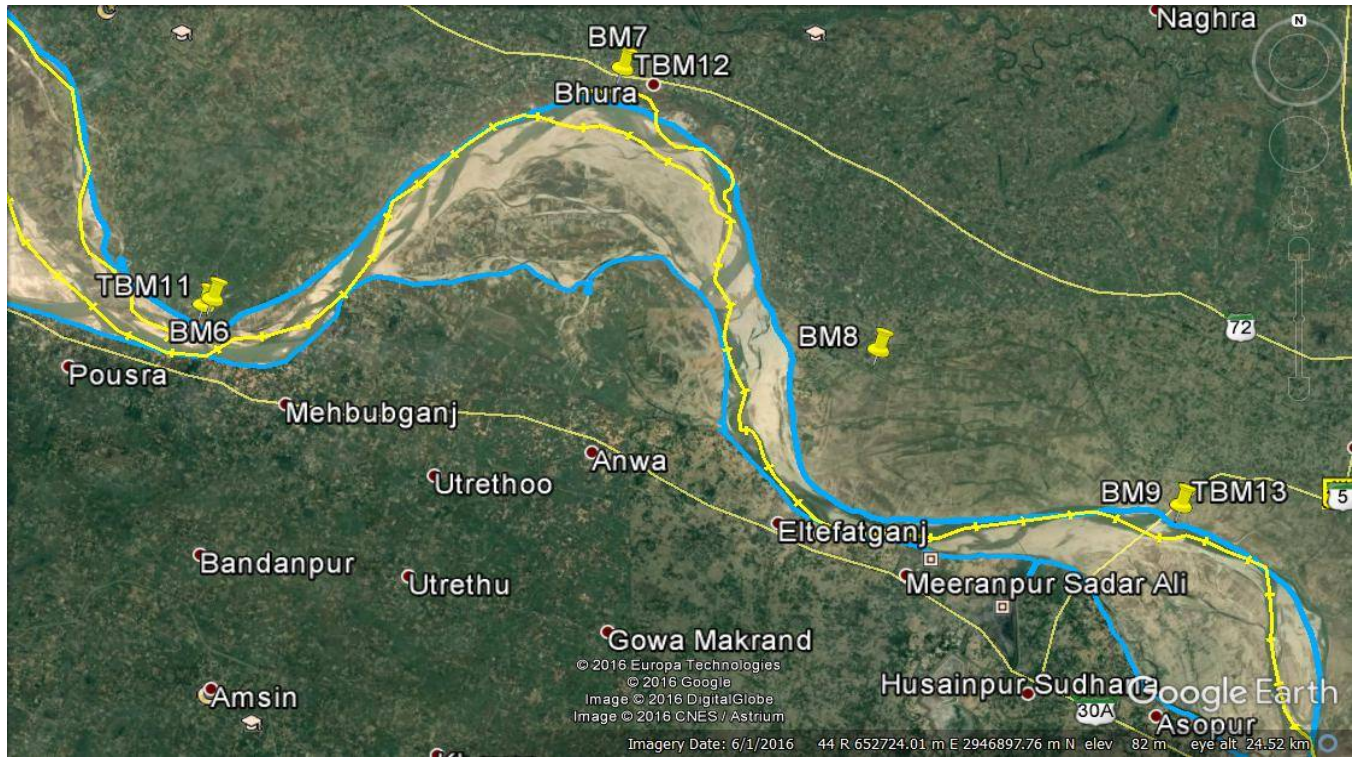 Naghra
N
BM7
TBM12
Bhura
TBM11
BM6
72
BM8
Pousra
Mehbubganj
Anwa
Utrethoo
BM9
TBM13
5
Eltefatganj
Bandanpur
Utrethu
Meeranpur Sadar Ali
Gowa Makrand
© 2016 Europa Technologies
© 2016 Google
Image © 2016 DigitalGlobe
Image © 2016 CNES / Astrium
Amsin
Husainpur Sudhana
Google Earth
30A
Asopur
Imagery Date: 6/1/2016 44 R 652724.01 m E 2946897.76 m N elev 82 m eye alt 24.52 km